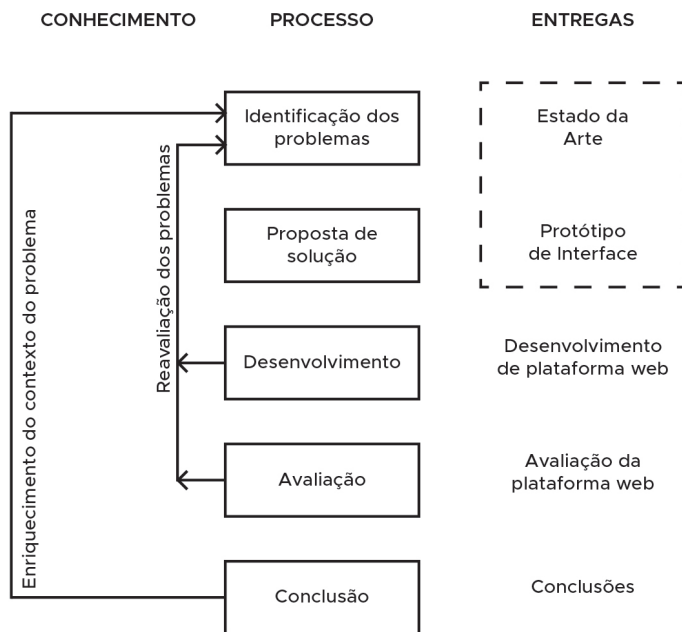 CONHECIMENTO
PROCESSO
ENTREGAS
Identificação dos
problemas
Estado da
Arte
Proposta de
solução
Protótipo
de Interface
Desenvolvimento
Desenvolvimento
de plataforma web
Avaliação
Avaliação da
plataforma web
Conclusão
Conclusões
Reavaliação dos problemas
Enriquecimento do contexto do problema